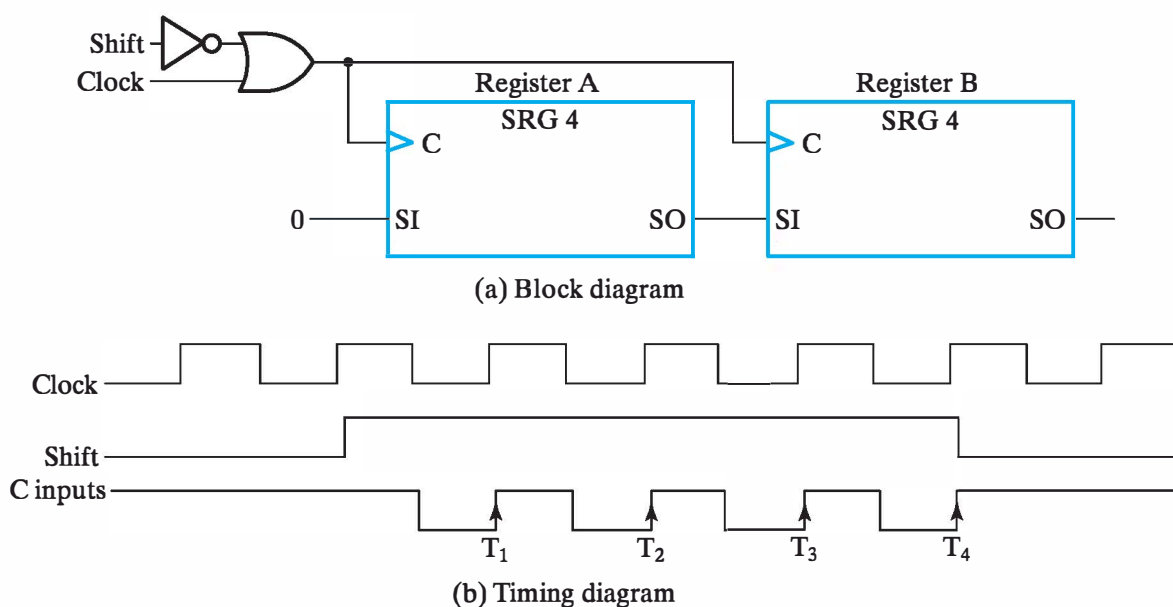 Shift
Clock
Register A
SRG 4
C
0
SI
SO
Register B
SRG 4
C
SI
SO
(a) Block diagram
Clock
Shift
C inputs
T1
T2
T3
T4
(b) Timing diagram